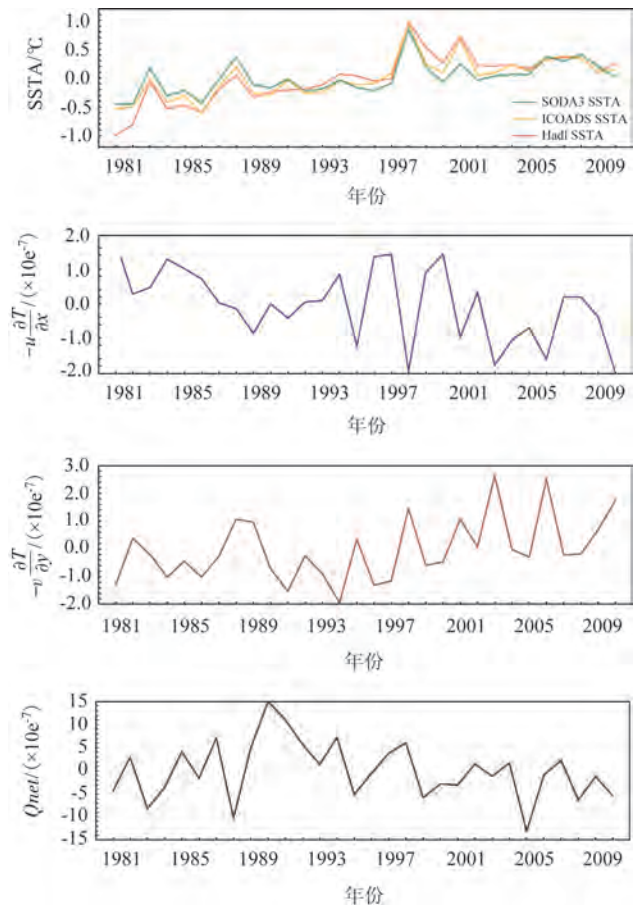 1.0
0.5
0.0
-0.5
-1.0
SSTA/℃
SODA3 SSTA
ICOADS SSTA
HadI SSTA
1981 1985 1989 1993 1997 2001 2005 2009
年份
2.0
1.0
0.0
-1.0
-2.0
-u ∂T/∂x /(×10e-7)
1981 1985 1989 1993 1997 2001 2005 2009
年份
3.0
2.0
1.0
0.0
-1.0
-2.0
-v ∂T/∂y /(×10e-7)
1981 1985 1989 1993 1997 2001 2005 2009
年份
15
10
5
0
-5
-10
-15
Qnet/(×10e-7)
1981 1985 1989 1993 1997 2001 2005 2009
年份